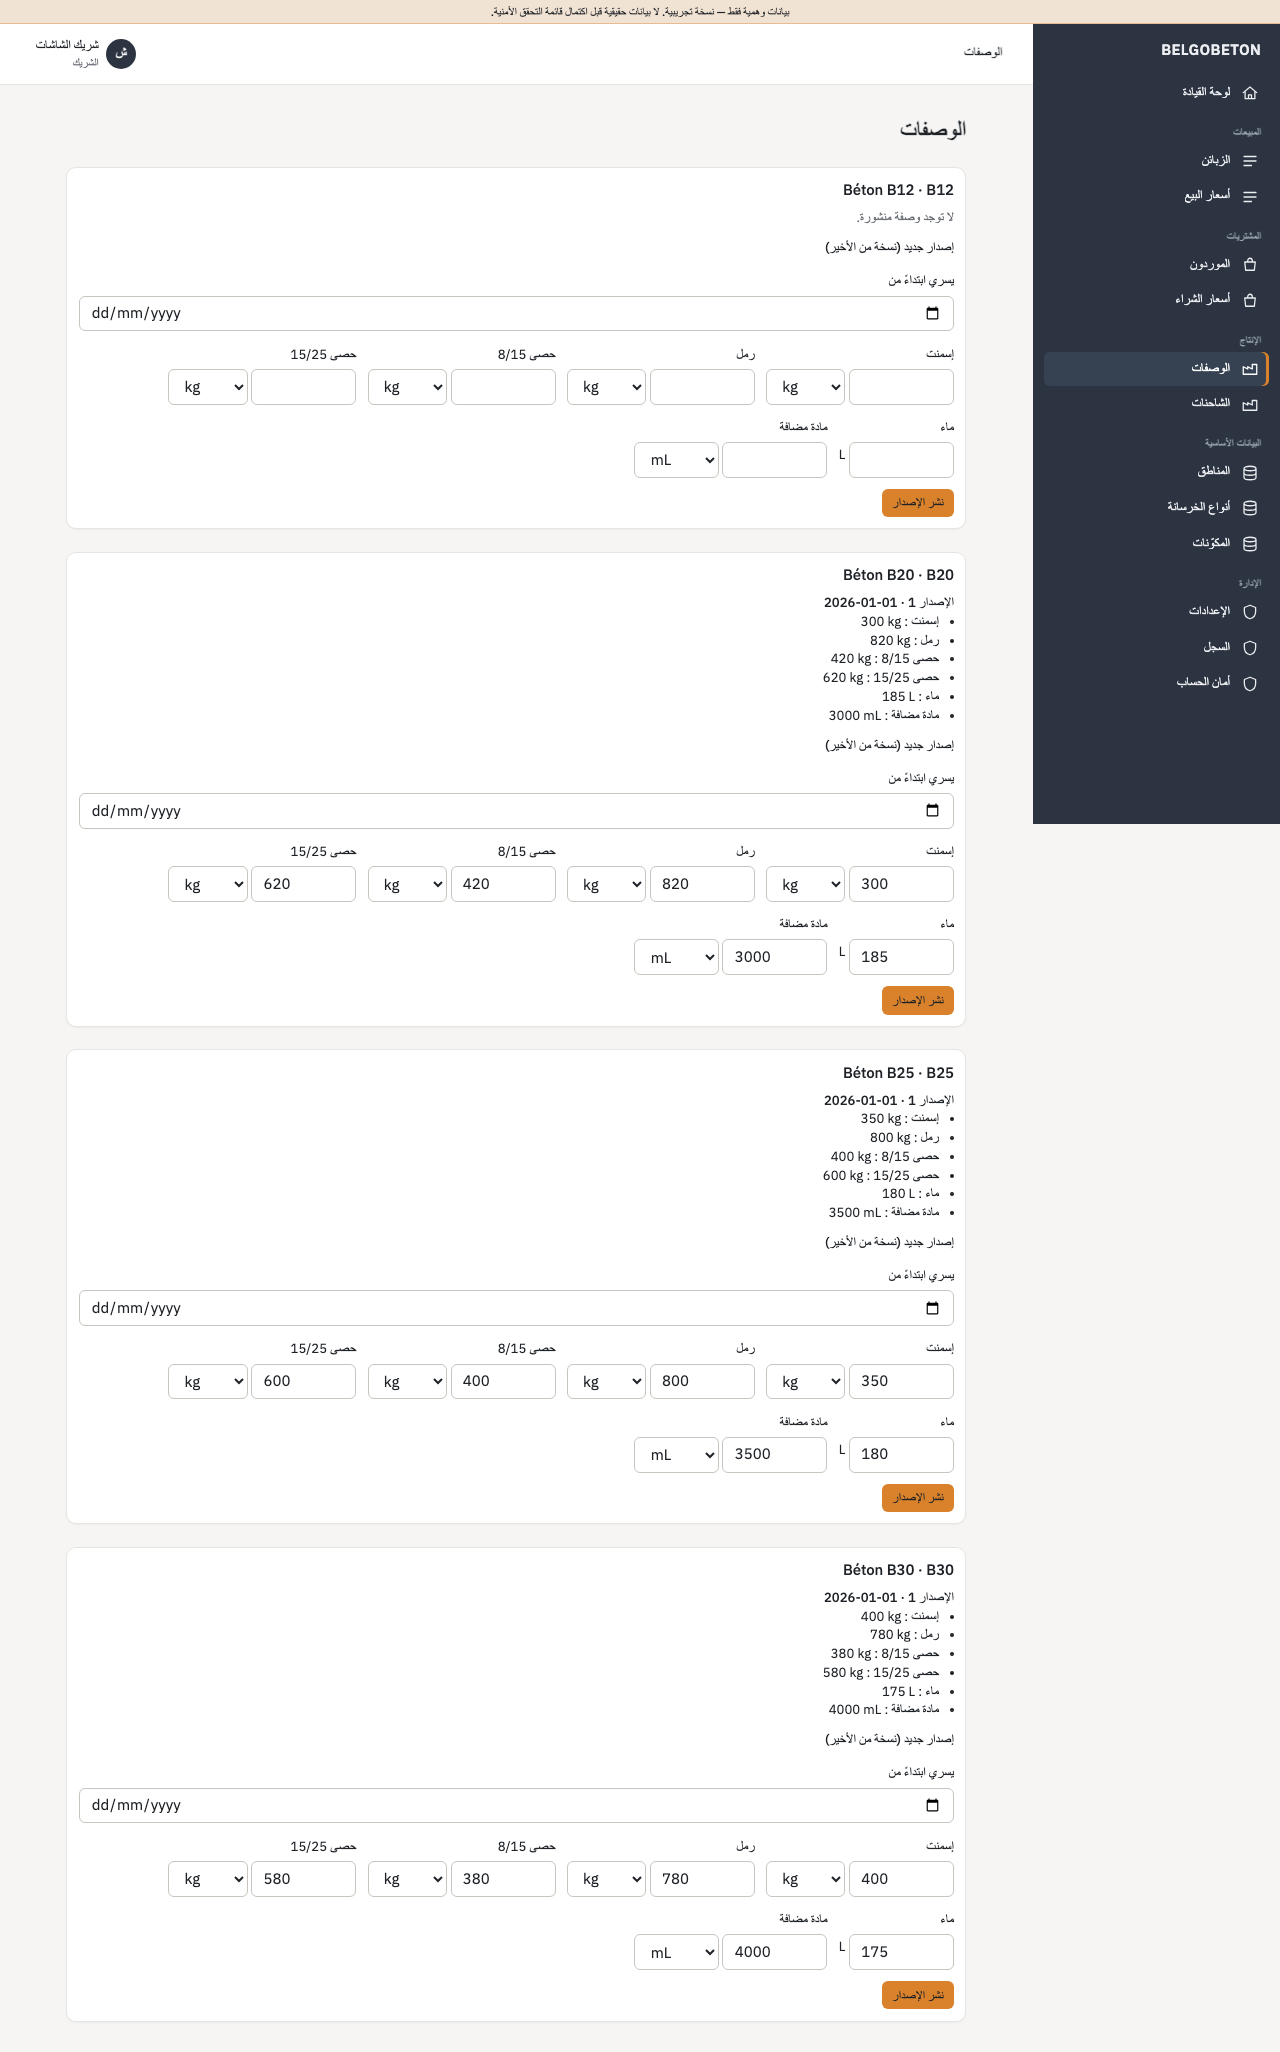 بيانات وهمية فقط — نسخة تجريبية. لا بيانات حقيقية قبل اكتمال قائمة التحقق الأمنية.
BELGOBETON
لوحة القيادة
المبيعات
الزبائن
أسعار البيع
المشتريات
الموردون
أسعار الشراء
الإنتاج
الوصفات
الشاحنات
البيانات الأساسية
المناطق
أنواع الخرسانة
المكوّنات
الإدارة
الإعدادات
السجل
أمان الحساب
الوصفات
ش
شريك الشاشات
الشريك
الوصفات
Béton B12 · B12
لا توجد وصفة منشورة.
إصدار جديد (نسخة من الأخير)
يسري ابتداءً من
dd/mm/yyyy
إسمنت رمل حصى 8/15 حصى 15/25
kg kg kg kg
ماء مادة مضافة
L mL
نشر الإصدار
Béton B20 · B20
الإصدار 1 · 2026-01-01
• إسمنت : 300 kg
• رمل : 820 kg
• حصى 8/15 : 420 kg
• حصى 15/25 : 620 kg
• ماء : 185 L
• مادة مضافة : 3000 mL
إصدار جديد (نسخة من الأخير)
يسري ابتداءً من
dd/mm/yyyy
إسمنت رمل حصى 8/15 حصى 15/25
300 kg 820 kg 420 kg 620 kg
ماء مادة مضافة
185 L 3000 mL
نشر الإصدار
Béton B25 · B25
الإصدار 1 · 2026-01-01
• إسمنت : 350 kg
• رمل : 800 kg
• حصى 8/15 : 400 kg
• حصى 15/25 : 600 kg
• ماء : 180 L
• مادة مضافة : 3500 mL
إصدار جديد (نسخة من الأخير)
يسري ابتداءً من
dd/mm/yyyy
إسمنت رمل حصى 8/15 حصى 15/25
350 kg 800 kg 400 kg 600 kg
ماء مادة مضافة
180 L 3500 mL
نشر الإصدار
Béton B30 · B30
الإصدار 1 · 2026-01-01
• إسمنت : 400 kg
• رمل : 780 kg
• حصى 8/15 : 380 kg
• حصى 15/25 : 580 kg
• ماء : 175 L
• مادة مضافة : 4000 mL
إصدار جديد (نسخة من الأخير)
يسري ابتداءً من
dd/mm/yyyy
إسمنت رمل حصى 8/15 حصى 15/25
400 kg 780 kg 380 kg 580 kg
ماء مادة مضافة
175 L 4000 mL
نشر الإصدار